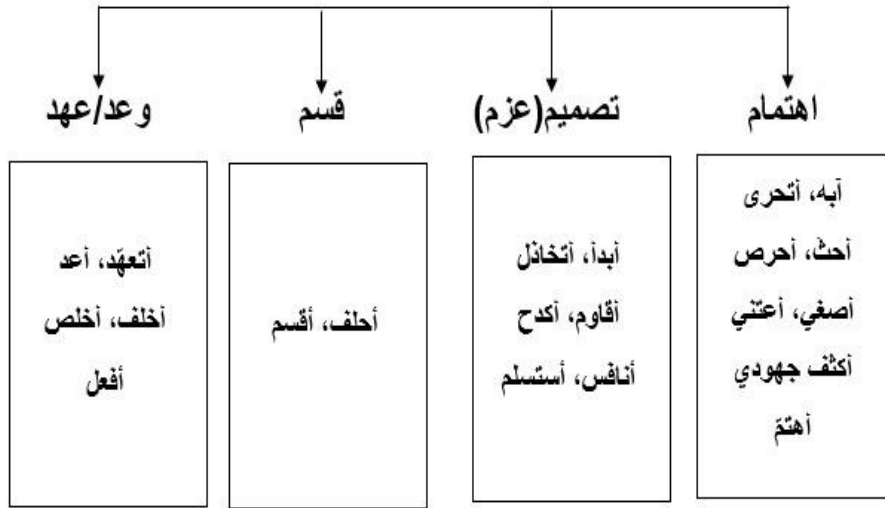 اهتمام
آبه، أتحرى
أحثّ، أحرص
أصغي، أعتني
أكثّف جهودي
أهتمّ
تصميم(عزم)
أبدأ، أتخاذل
أقاوم، أكدح
أنافس، أستسلم
قسم
أحلف، أقسم
وعد/عهد
أتعهّد، أعد
أخلف، أخلص
أفعل